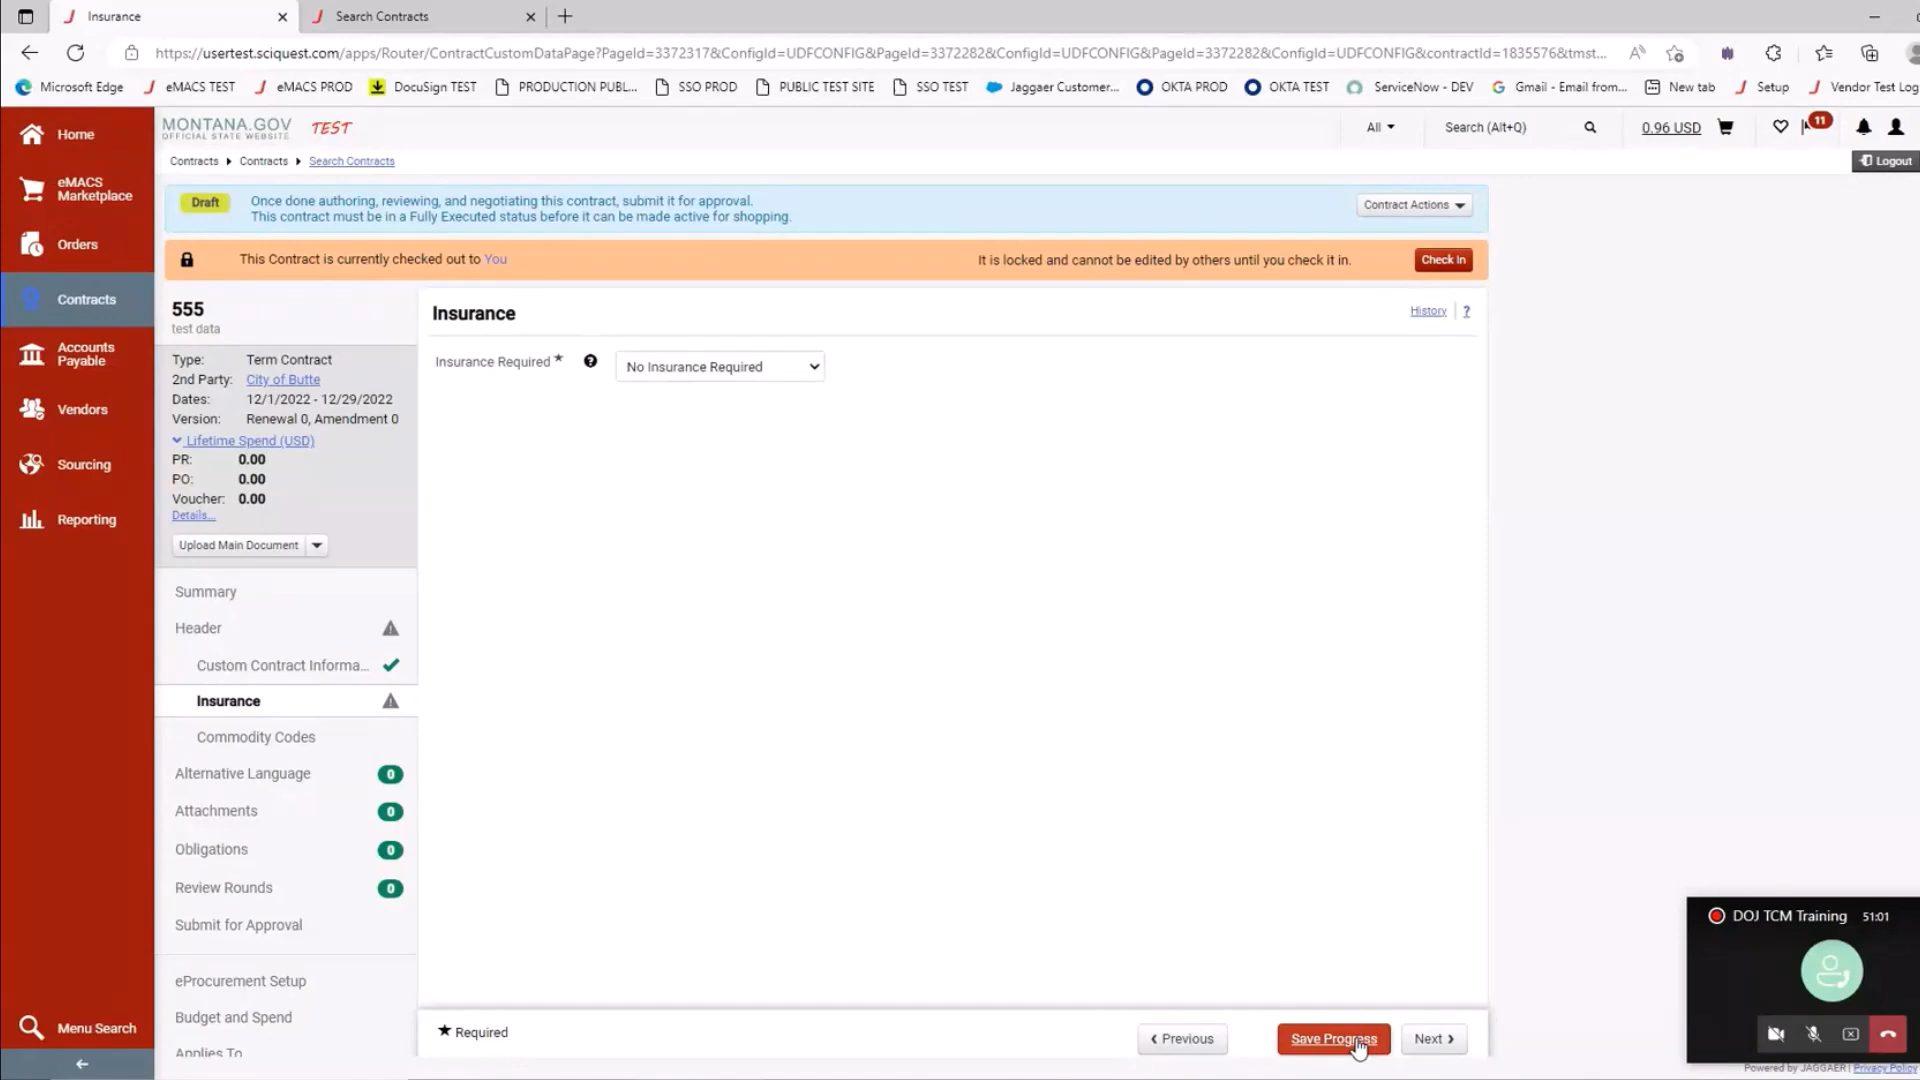 Insurance
Search Contracts
https://usertest.sciquest.com/apps/Router/ContractCustomDataPage?PageId=3372317&ConfigId=UDFCONFIG&PageId=3372282&ConfigId=UDFCONFIG&PageId=3372282&ConfigId=UDFCONFIG&contractId=1835576&tmst...
Microsoft Edge
eMACS TEST
eMACS PROD
DocuSign TEST
PRODUCTION PUBL...
SSO PROD
PUBLIC TEST SITE
SSO TEST
Jaggaer Customer...
OKTA PROD
OKTA TEST
ServiceNow - DEV
Gmail - Email from...
New tab
Setup
Vendor Test Log
Home
eMACS
Marketplace
Orders
Contracts
Accounts
Payable
Vendors
Sourcing
Reporting
Menu Search
MONTANA.GOV
OFFICIAL STATE WEBSITE
TEST
All
Search (Alt+Q)
0.96 USD
11
Contracts
Contracts
Search Contracts
Logout
Draft
Once done authoring, reviewing, and negotiating this contract, submit it for approval.
This contract must be in a Fully Executed status before it can be made active for shopping.
Contract Actions
This Contract is currently checked out to You
It is locked and cannot be edited by others until you check it in.
Check In
555
test data
Type: Term Contract
2nd Party: City of Butte
Dates: 12/1/2022 - 12/29/2022
Version: Renewal 0, Amendment 0
Lifetime Spend (USD)
PR: 0.00
PO: 0.00
Voucher: 0.00
Details...
Upload Main Document
Summary
Header
Custom Contract Informa...
Insurance
Commodity Codes
Alternative Language 0
Attachments 0
Obligations 0
Review Rounds 0
Submit for Approval
eProcurement Setup
Budget and Spend
Applies To
Insurance
History
?
Insurance Required ★
No Insurance Required
★ Required
‹ Previous
Save Progress
Next ›
DOJ TCM Training 51:01
Powered by JAGGAER | Privacy Policy